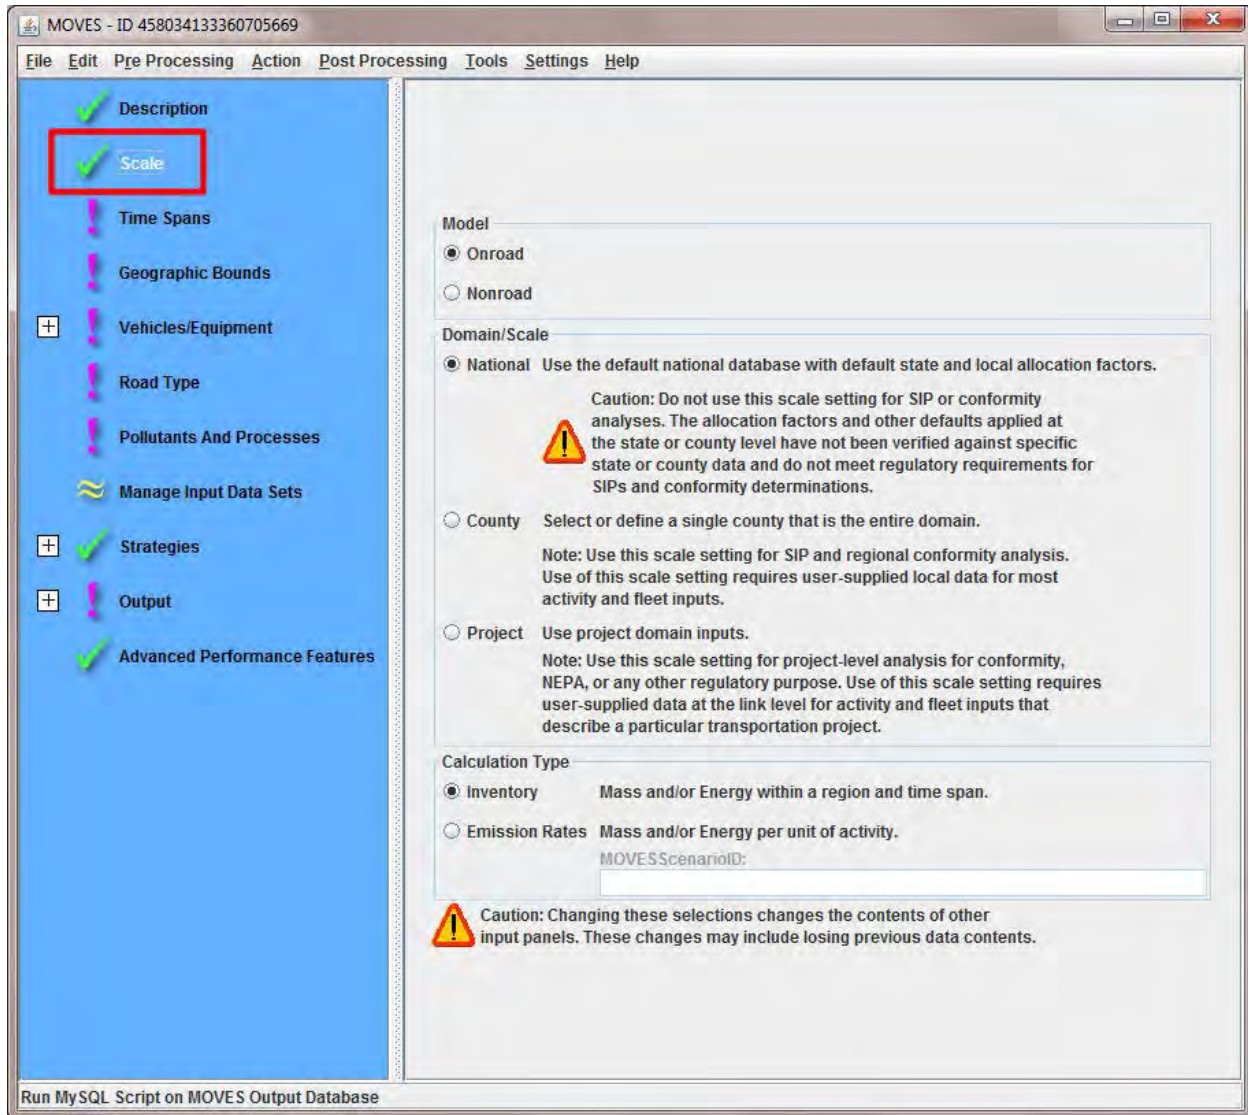 MOVES - ID 458034133360705669
File Edit Pre Processing Action Post Processing Tools Settings Help
Description
Scale
Time Spans
Geographic Bounds
Vehicles/Equipment
Road Type
Pollutants And Processes
Manage Input Data Sets
Strategies
Output
Advanced Performance Features
Model
Onroad
Nonroad
Domain/Scale
National Use the default national database with default state and local allocation factors.
Caution: Do not use this scale setting for SIP or conformity
analyses. The allocation factors and other defaults applied at
the state or county level have not been verified against specific
state or county data and do not meet regulatory requirements for
SIPs and conformity determinations.
County Select or define a single county that is the entire domain.
Note: Use this scale setting for SIP and regional conformity analysis.
Use of this scale setting requires user-supplied local data for most
activity and fleet inputs.
Project Use project domain inputs.
Note: Use this scale setting for project-level analysis for conformity,
NEPA, or any other regulatory purpose. Use of this scale setting requires
user-supplied data at the link level for activity and fleet inputs that
describe a particular transportation project.
Calculation Type
Inventory Mass and/or Energy within a region and time span.
Emission Rates Mass and/or Energy per unit of activity.
MOVESScenarioID:
Caution: Changing these selections changes the contents of other
input panels. These changes may include losing previous data contents.
Run MySQL Script on MOVES Output Database